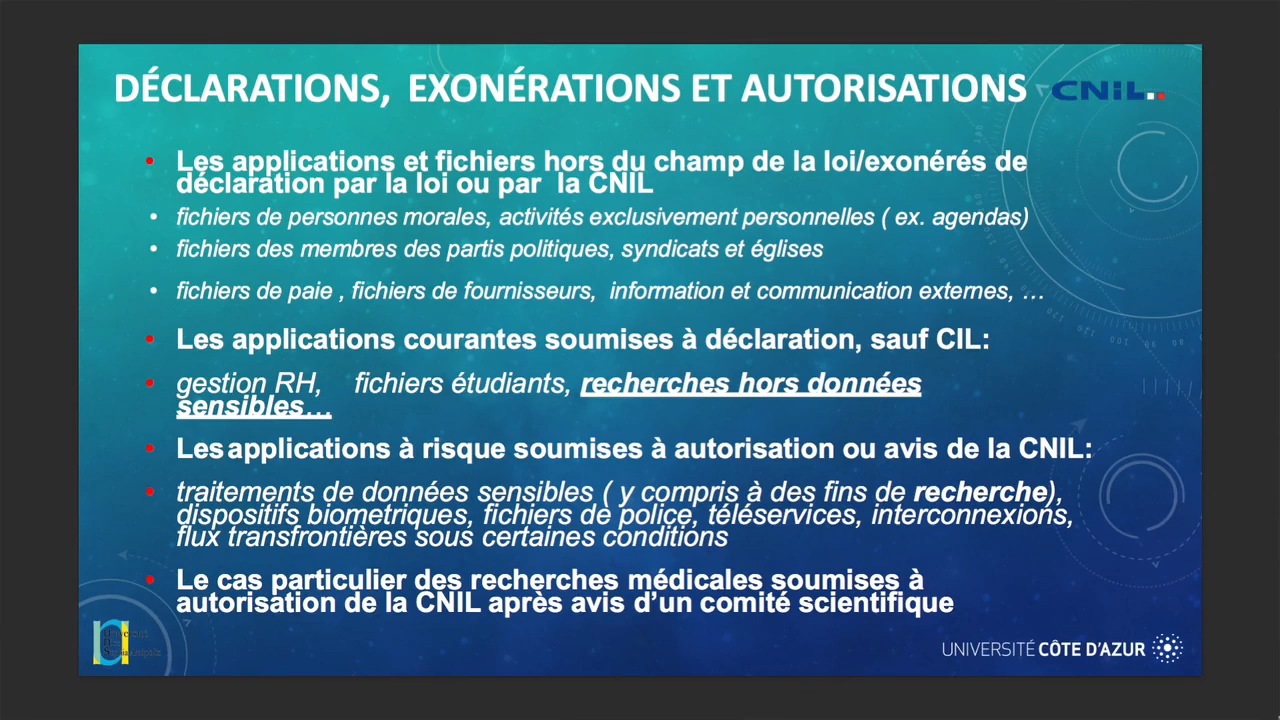 DÉCLARATIONS, EXONÉRATIONS ET AUTORISATIONS
CNIL
• Les applications et fichiers hors du champ de la loi/exonérés de
déclaration par la loi ou par la CNIL
• fichiers de personnes morales, activités exclusivement personnelles ( ex. agendas)
• fichiers des membres des partis politiques, syndicats et églises
• fichiers de paie , fichiers de fournisseurs, information et communication externes, …
• Les applications courantes soumises à déclaration, sauf CIL:
• gestion RH, fichiers étudiants, recherches hors données
sensibles…
• Les applications à risque soumises à autorisation ou avis de la CNIL:
• traitements de données sensibles ( y compris à des fins de recherche),
dispositifs biometriques, fichiers de police, téléservices, interconnexions,
flux transfrontières sous certaines conditions
• Le cas particulier des recherches médicales soumises à
autorisation de la CNIL après avis d’un comité scientifique
UNIVERSITÉ CÔTE D'AZUR